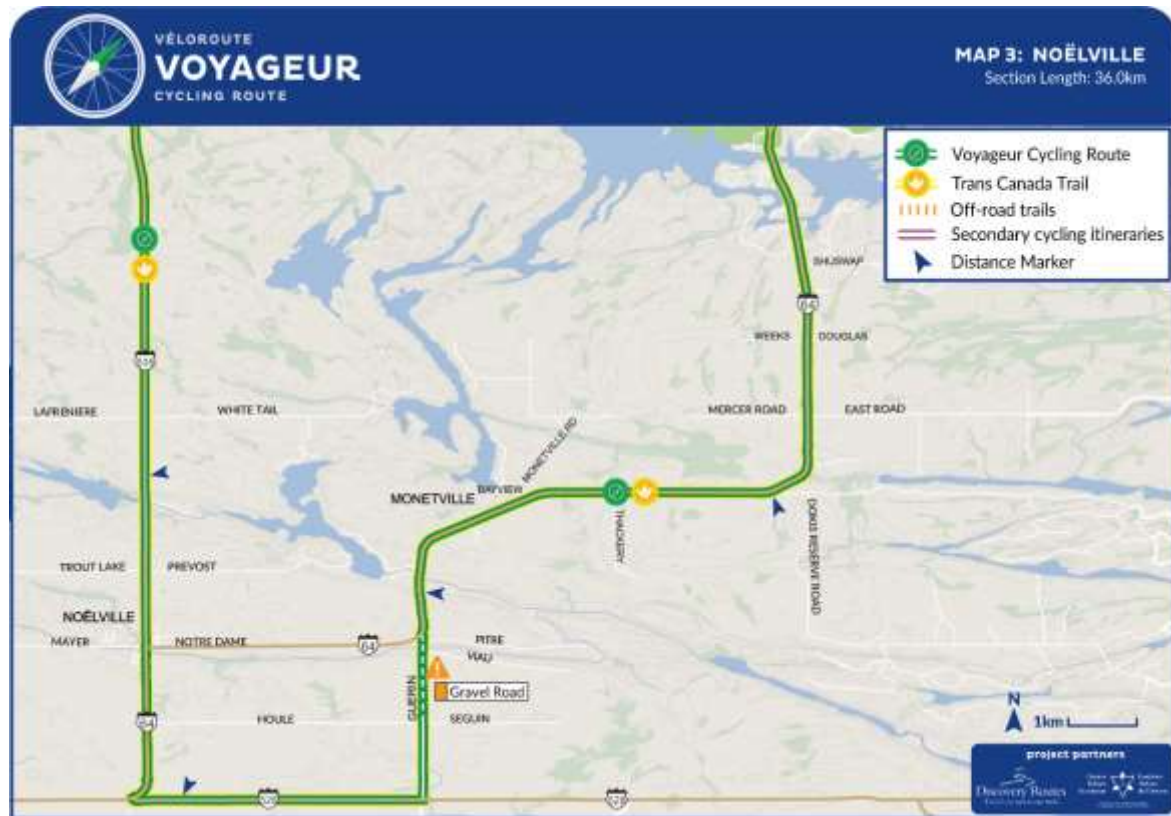 VÉLOROUTE
VOYAGEUR
CYCLING ROUTE
MAP 3: NOËLVILLE
Section Length: 36.0km
Voyageur Cycling Route
Trans Canada Trail
Off-road trails
Secondary cycling itineraries
Distance Marker
SHUSWAP
64
WEEKS DOUGLAS
535
LAFRENIERE
WHITE TAIL
MERCER ROAD
EAST ROAD
MONETVILLE RD
BAYVIEW
MONETVILLE
THACKERY
DOKIS RESERVE ROAD
TROUT LAKE
PREVOST
NOËLVILLE
MAYER
NOTRE DAME
64
PITRE
VIAU
Gravel Road
GUERIN
64
HOULE
SEGUIN
N
1km
528
528
project partners
Discovery Routes